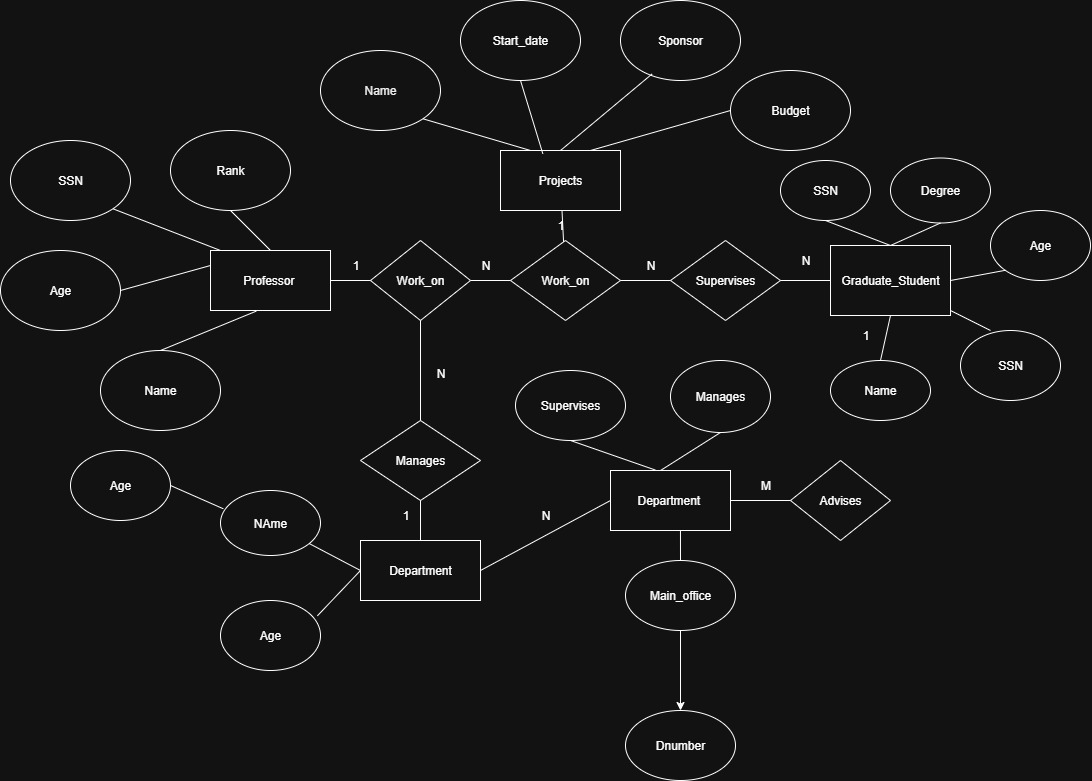 Start_date
Sponsor
Name
Budget
Rank
SSN
Projects
SSN
Degree
1
Age
Professor
1
Work_on
N
Work_on
N
Supervises
N
Graduate_Student
Age
1
SSN
Name
Name
N
Supervises
Manages
Manages
Age
Department
M
Advises
1
N
NAme
Department
Main_office
Age
Dnumber